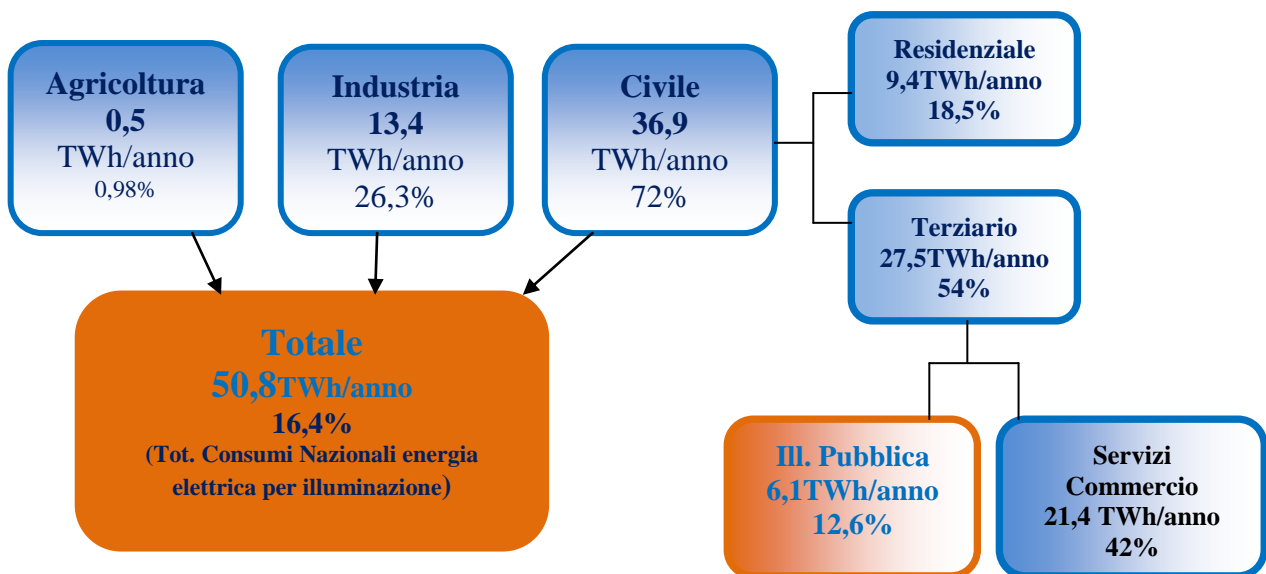 Agricoltura
0,5
TWh/anno
0,98%
Industria
13,4
TWh/anno
26,3%
Civile
36,9
TWh/anno
72%
Residenziale
9,4TWh/anno
18,5%
Terziario
27,5TWh/anno
54%
Totale
50,8TWh/anno
16,4%
(Tot. Consumi Nazionali energia
elettrica per illuminazione)
Ill. Pubblica
6,1TWh/anno
12,6%
Servizi
Commercio
21,4 TWh/anno
42%